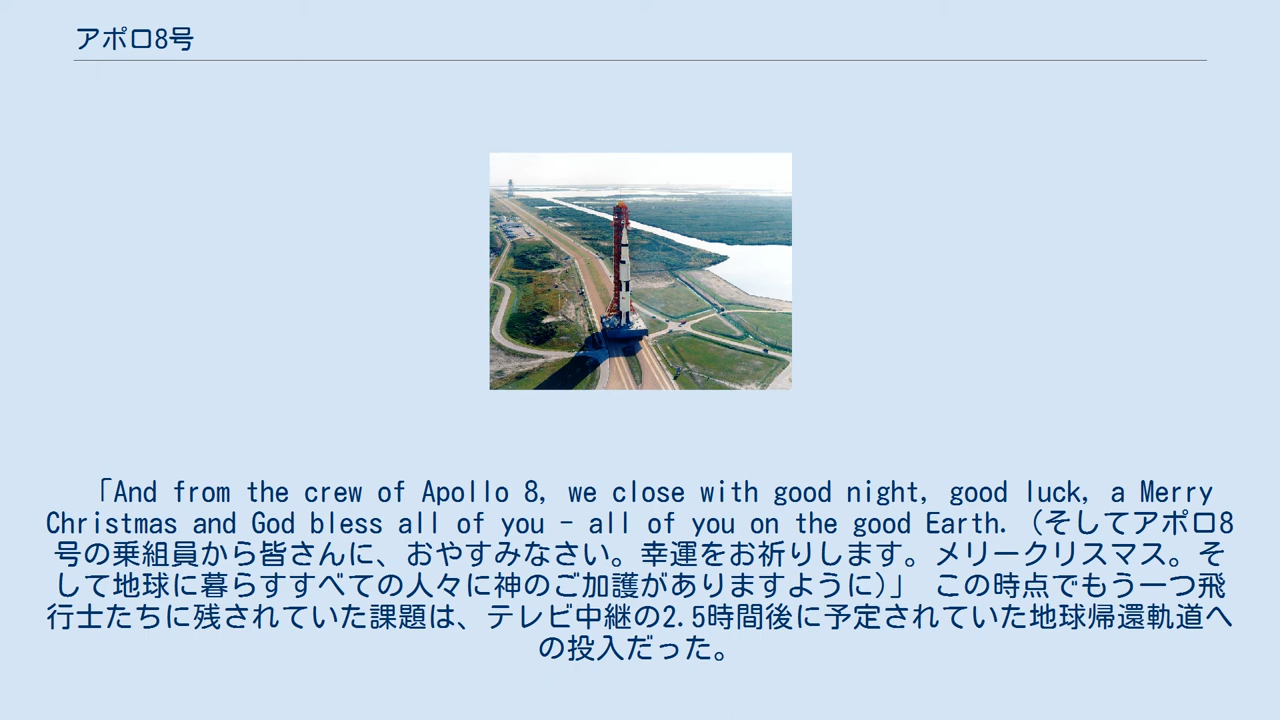 アポロ8号
「And from the crew of Apollo 8, we close with good night, good luck, a Merry
Christmas and God bless all of you – all of you on the good Earth. (そしてアポロ8
号の乗組員から皆さんに、おやすみなさい。幸運をお祈りします。メリークリスマス。そ
して地球に暮らすすべての人々に神のご加護がありますように)」 この時点でもう一つ飛
行士たちに残されていた課題は、テレビ中継の2.5時間後に予定されていた地球帰還軌道へ
の投入だった。